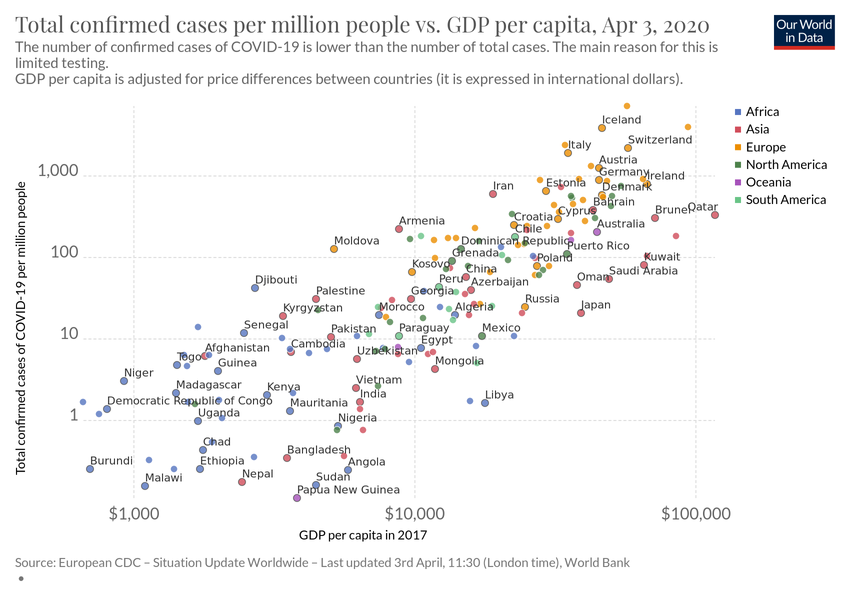 Total confirmed cases per million people vs. GDP per capita, Apr 3, 2020
Our World
in Data
The number of confirmed cases of COVID-19 is lower than the number of total cases. The main reason for this is
limited testing.
GDP per capita is adjusted for price differences between countries (it is expressed in international dollars).
Africa
Asia
Europe
North America
Oceania
South America
Total confirmed cases of COVID-19 per million people
1,000
100
10
1
Iceland
Switzerland
Italy
Austria
Germany
Ireland
Estonia
Denmark
Iran
Bahrain
Brunei
Qatar
Cyprus
Croatia
Armenia
Chile
Australia
Moldova
Dominican Republic
Puerto Rico
Grenada
Kuwait
Kosovo
China
Poland
Saudi Arabia
Djibouti
Peru
Azerbaijan
Oman
Palestine
Georgia
Kyrgyzstan
Morocco
Algeria
Russia
Japan
Senegal
Pakistan
Paraguay
Mexico
Afghanistan
Cambodia
Egypt
Togo
Uzbekistan
Guinea
Mongolia
Niger
Vietnam
Madagascar
Kenya
India
Libya
Democratic Republic of Congo
Mauritania
Uganda
Nigeria
Chad
Bangladesh
Burundi
Ethiopia
Angola
Malawi
Nepal
Sudan
Papua New Guinea
$1,000
$10,000
$100,000
GDP per capita in 2017
Source: European CDC – Situation Update Worldwide – Last updated 3rd April, 11:30 (London time), World Bank